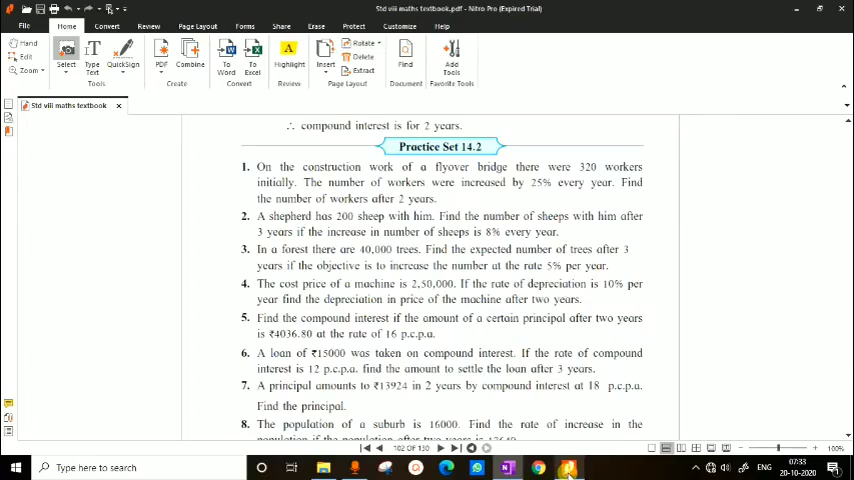 Std viii maths textbook.pdf - Nitro Pro (Expired Trial)
File Home Convert Review Page Layout Forms Share Erase Protect Customize Help
Hand
Edit
Zoom
Select
Type Text
QuickSign
PDF
Combine
To Word
To Excel
Highlight
Insert
Rotate
Delete
Extract
Find
Add Tools
Tools Create Convert Review Page Layout Document Favorite Tools
Std viii maths textbook
∴ compound interest is for 2 years.
Practice Set 14.2
1. On the construction work of a flyover bridge there were 320 workers
initially. The number of workers were increased by 25% every year. Find
the number of workers after 2 years.
2. A shepherd has 200 sheep with him. Find the number of sheeps with him after
3 years if the increase in number of sheeps is 8% every year.
3. In a forest there are 40,000 trees. Find the expected number of trees after 3
years if the objective is to increase the number at the rate 5% per year.
4. The cost price of a machine is 2,50,000. If the rate of depreciation is 10% per
year find the depreciation in price of the machine after two years.
5. Find the compound interest if the amount of a certain principal after two years
is ₹4036.80 at the rate of 16 p.c.p.a.
6. A loan of ₹15000 was taken on compound interest. If the rate of compound
interest is 12 p.c.p.a. find the amount to settle the loan after 3 years.
7. A principal amounts to ₹13924 in 2 years by compound interest at 18 p.c.p.a.
Find the principal.
8. The population of a suburb is 16000. Find the rate of increase in the
population if the population after two years is 17640.
102 OF 130
100%
Type here to search
ENG
07:33
20-10-2020